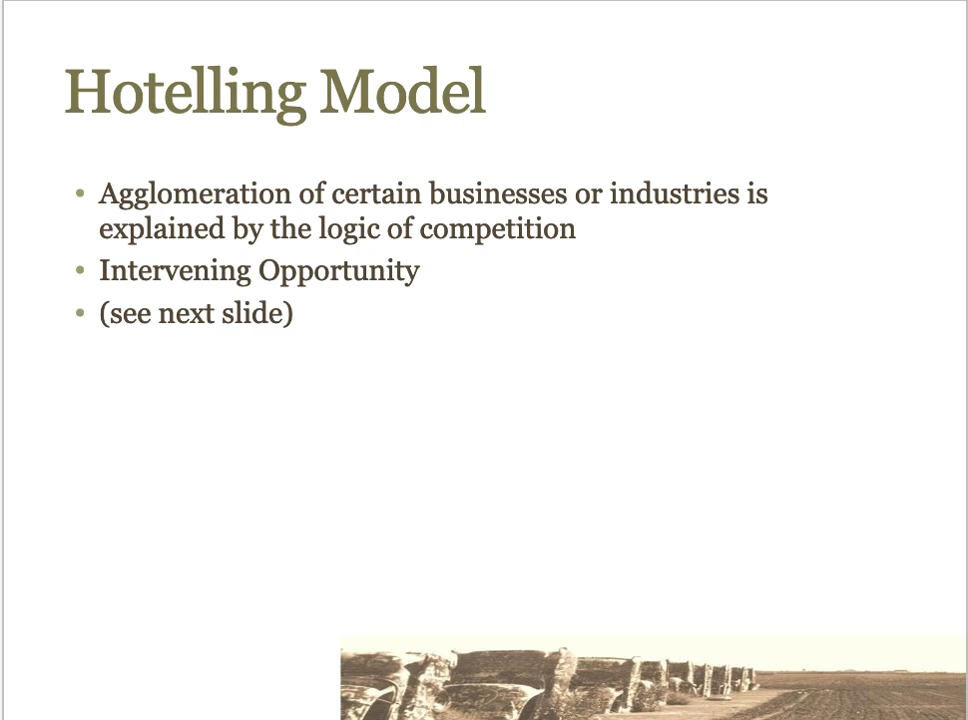 Hotelling Model
• Agglomeration of certain businesses or industries is
explained by the logic of competition
• Intervening Opportunity
• (see next slide)